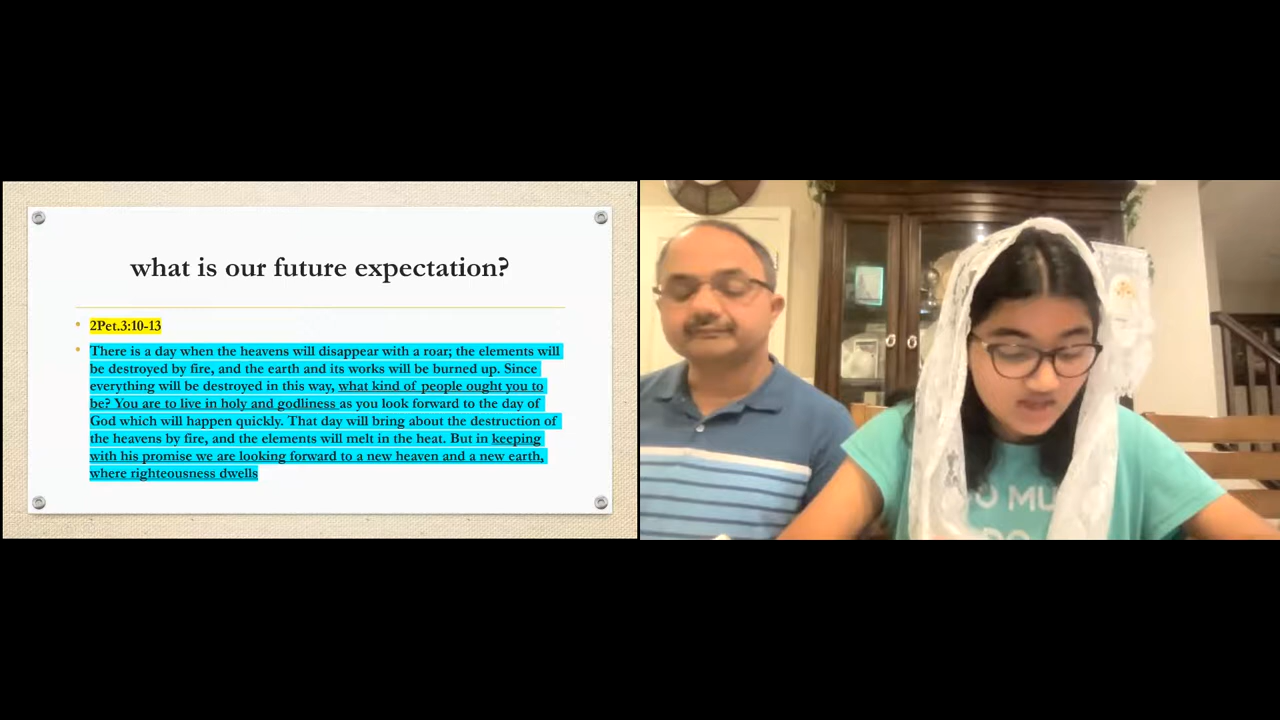 what is our future expectation?
2Pet.3:10-13
There is a day when the heavens will disappear with a roar; the elements will
be destroyed by fire, and the earth and its works will be burned up. Since
everything will be destroyed in this way, what kind of people ought you to
be? You are to live in holy and godliness as you look forward to the day of
God which will happen quickly. That day will bring about the destruction of
the heavens by fire, and the elements will melt in the heat. But in keeping
with his promise we are looking forward to a new heaven and a new earth,
where righteousness dwells